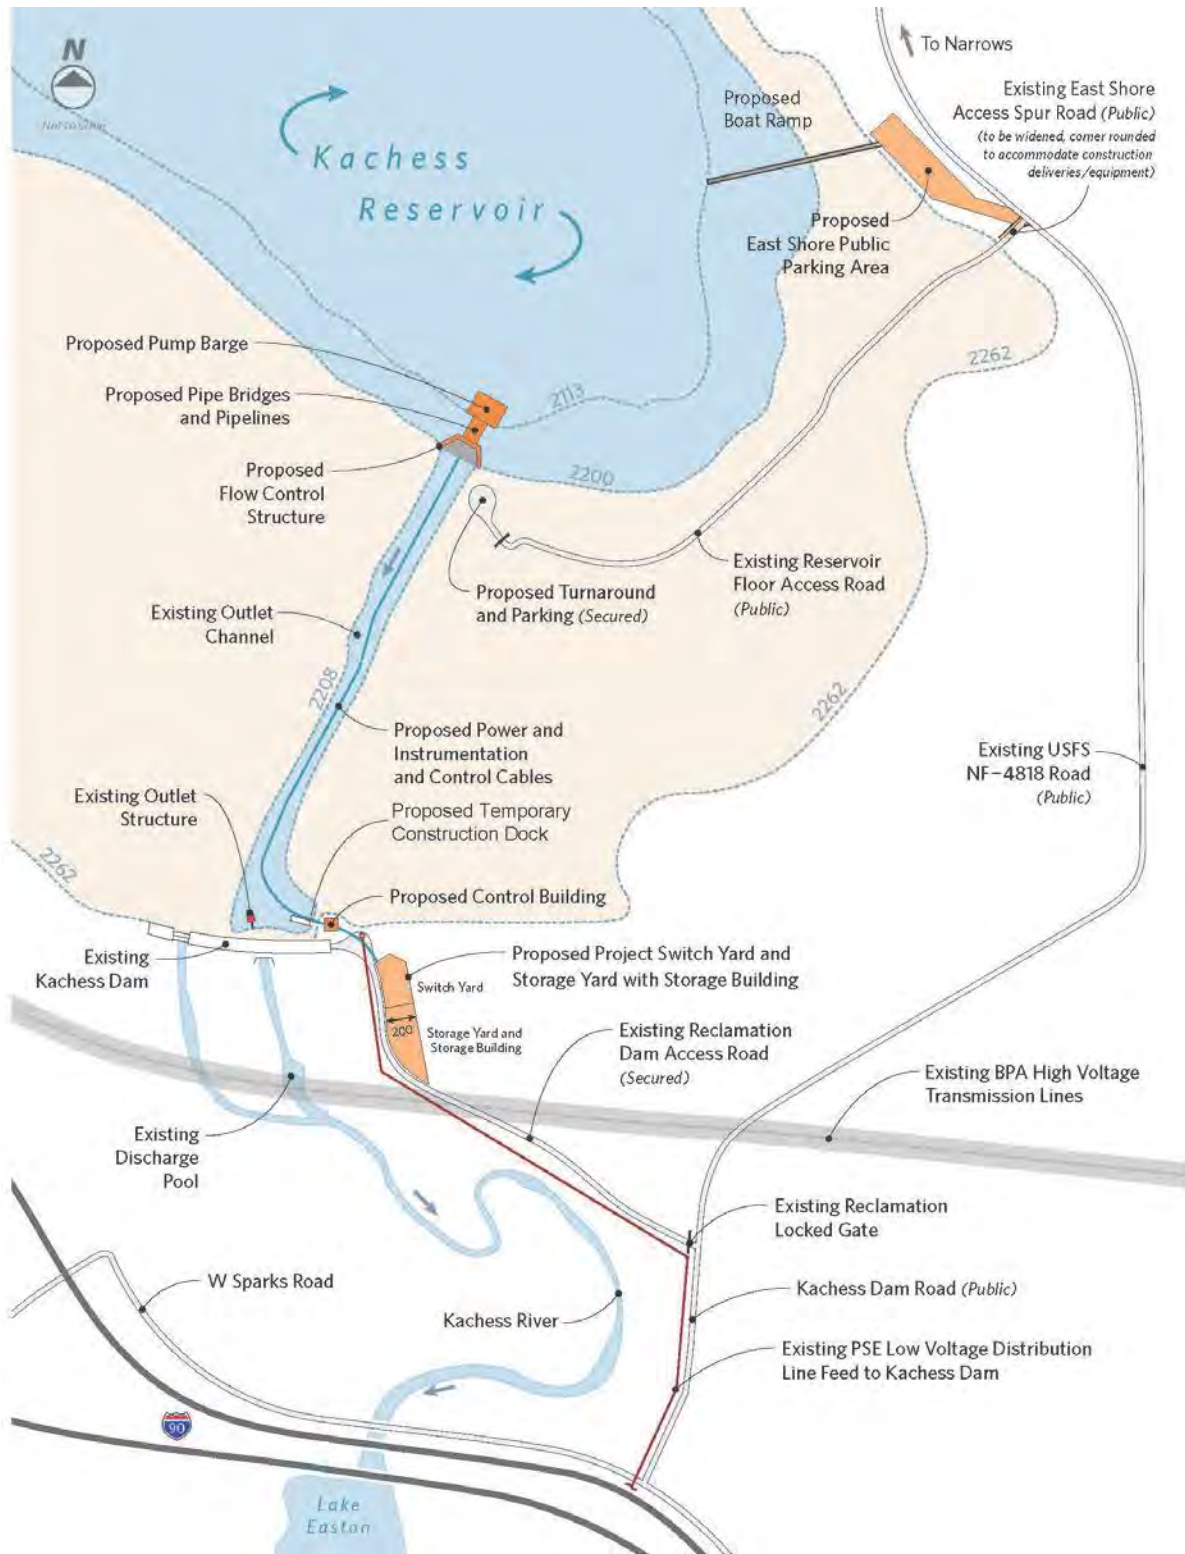 N
Not to Scale
To Narrows
Existing East Shore
Access Spur Road (Public)
(to be widened, corner rounded
to accommodate construction
deliveries/equipment)
Proposed
Boat Ramp
Kachess
Reservoir
Proposed
East Shore Public
Parking Area
Proposed Pump Barge
2262
Proposed Pipe Bridges
and Pipelines
2113
Proposed
Flow Control
Structure
2200
Existing Reservoir
Floor Access Road
(Public)
Proposed Turnaround
and Parking (Secured)
Existing Outlet
Channel
2208
2262
Proposed Power and
Instrumentation
and Control Cables
Existing USFS
NF-4818 Road
(Public)
Existing Outlet
Structure
Proposed Temporary
Construction Dock
2262
Proposed Control Building
Existing
Kachess Dam
Proposed Project Switch Yard and
Storage Yard with Storage Building
Switch Yard
200'
Storage Yard and
Storage Building
Existing Reclamation
Dam Access Road
(Secured)
Existing BPA High Voltage
Transmission Lines
Existing
Discharge
Pool
Existing Reclamation
Locked Gate
W Sparks Road
Kachess Dam Road (Public)
Kachess River
Existing PSE Low Voltage Distribution
Line Feed to Kachess Dam
90
Lake
Easton